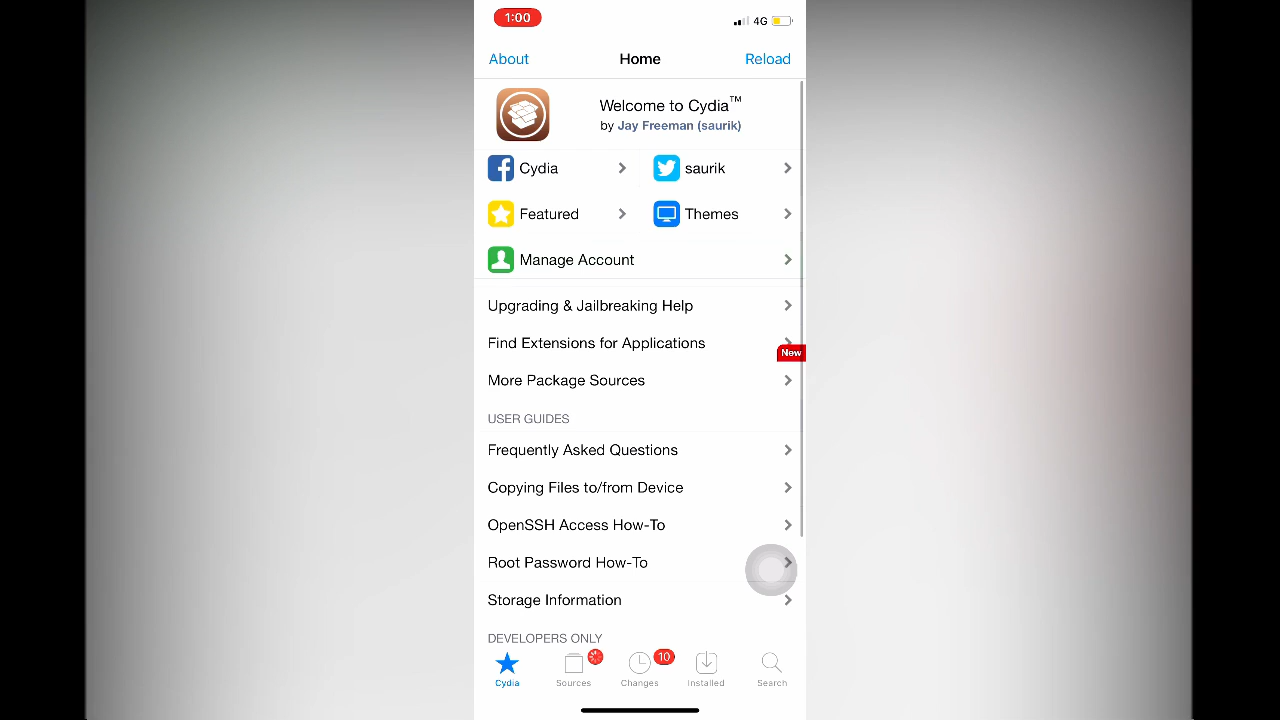 1:00
4G
About
Home
Reload
Welcome to Cydia™
by Jay Freeman (saurik)
Cydia
saurik
Featured
Themes
Manage Account
Upgrading & Jailbreaking Help
Find Extensions for Applications
New
More Package Sources
USER GUIDES
Frequently Asked Questions
Copying Files to/from Device
OpenSSH Access How-To
Root Password How-To
Storage Information
DEVELOPERS ONLY
10
Cydia
Sources
Changes
Installed
Search